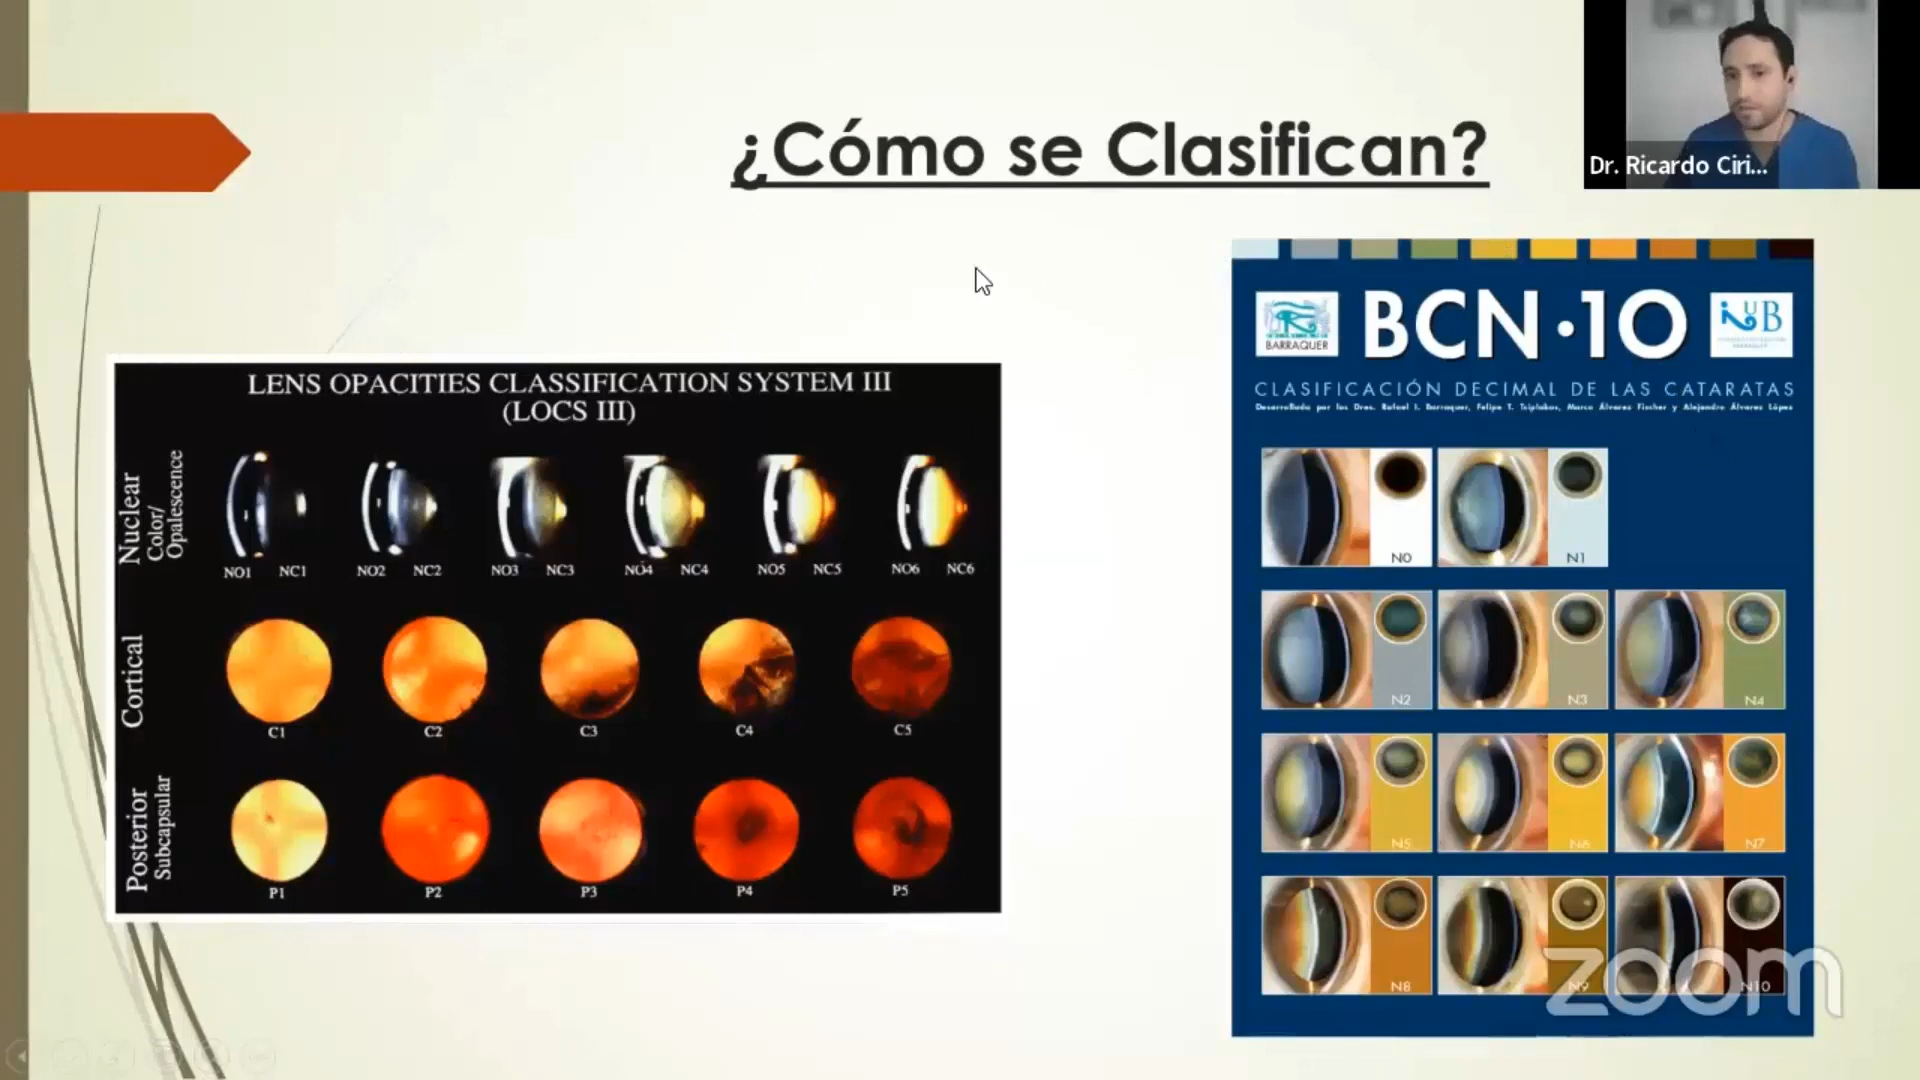 ¿Cómo se Clasifican?
Dr. Ricardo Ciri...
LENS OPACITIES CLASSIFICATION SYSTEM III
(LOCS III)
Nuclear
Color/
Opalescence
NO1 NC1 NO2 NC2 NO3 NC3 NO4 NC4 NO5 NC5 NO6 NC6
Cortical
C1 C2 C3 C4 C5
Posterior
Subcapsular
P1 P2 P3 P4 P5
BARRAQUER
BCN·10
iUB
CLASIFICACIÓN DECIMAL DE LAS CATARATAS
Desarrollada por los Dres. Rafael I. Barraquer, Felipe T. Tsiplakos, Marco Álvarez Fischer y Alejandro Álvarez López
N0 N1
N2 N3 N4
N5 N6 N7
N8 N9 N10
zoom